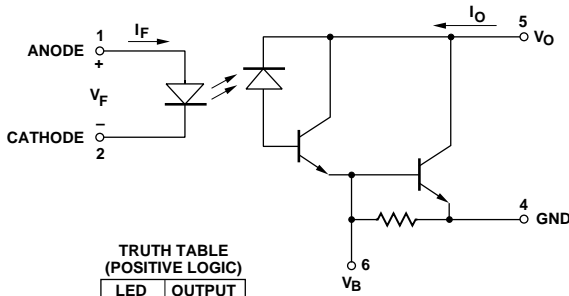 I_F
I_O
1
5
ANODE
+
V_O
V_F
–
CATHODE
2
4
GND
6
V_B
TRUTH TABLE
(POSITIVE LOGIC)
LED OUTPUT